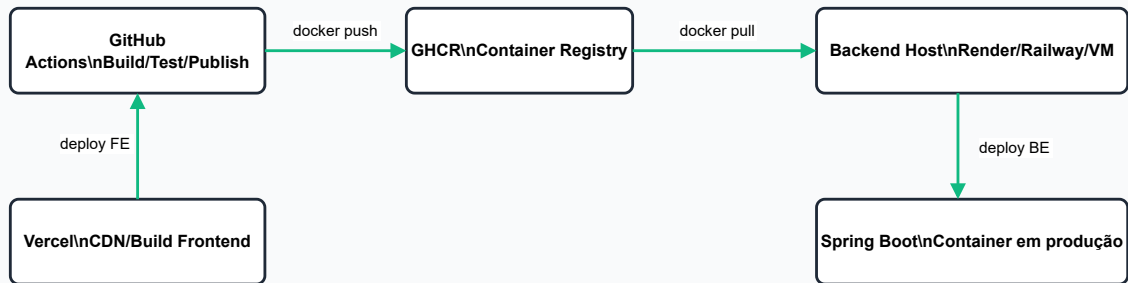 GitHub
Actions\nBuild/Test/Publish
docker push
GHCR\nContainer Registry
docker pull
Backend Host\nRender/Railway/VM
deploy FE
deploy BE
Vercel\nCDN/Build Frontend
Spring Boot\nContainer em produção